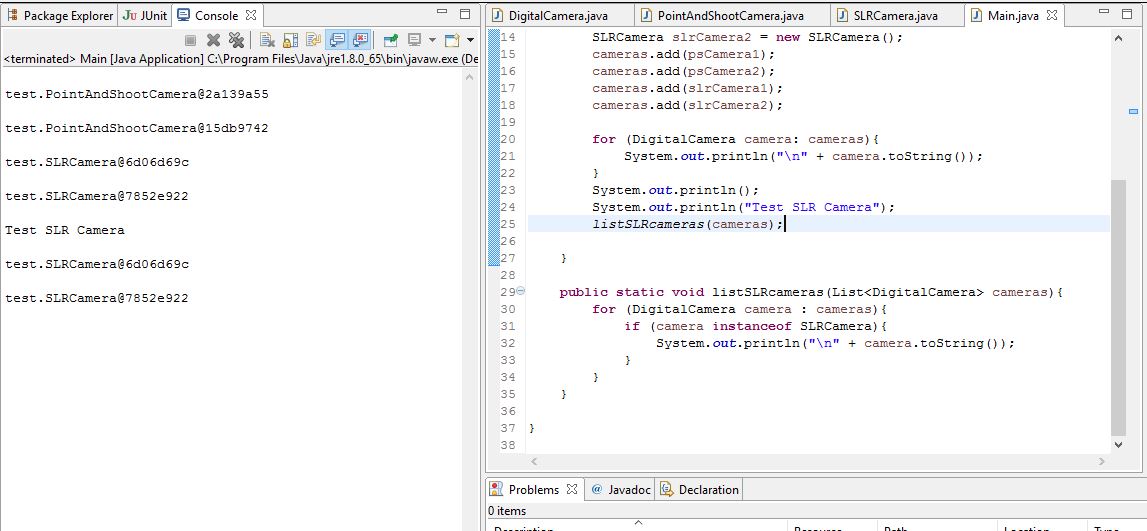 Package Explorer JUnit Console
<terminated> Main [Java Application] C:\Program Files\Java\jre1.8.0_65\bin\javaw.exe (De
test.PointAndShootCamera@2a139a55
test.PointAndShootCamera@15db9742
test.SLRCamera@6d06d69c
test.SLRCamera@7852e922
Test SLR Camera
test.SLRCamera@6d06d69c
test.SLRCamera@7852e922
DigitalCamera.java PointAndShootCamera.java SLRCamera.java Main.java
14 SLRCamera slrCamera2 = new SLRCamera();
15 cameras.add(psCamera1);
16 cameras.add(psCamera2);
17 cameras.add(slrCamera1);
18 cameras.add(slrCamera2);
19
20 for (DigitalCamera camera: cameras){
21 System.out.println("\n" + camera.toString());
22 }
23 System.out.println();
24 System.out.println("Test SLR Camera");
25 listSLRcameras(cameras);
26
27 }
28
29 public static void listSLRcameras(List<DigitalCamera> cameras){
30 for (DigitalCamera camera : cameras){
31 if (camera instanceof SLRCamera){
32 System.out.println("\n" + camera.toString());
33 }
34 }
35 }
36
37 }
38
Problems @ Javadoc Declaration
0 items
Description Resource Path Location Type